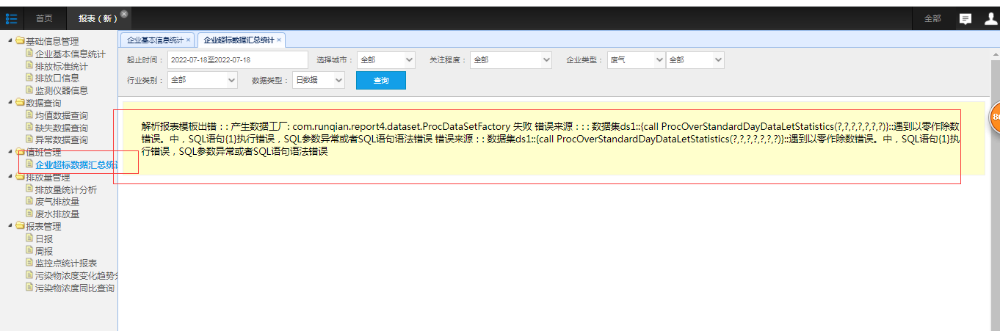 首页
报表（新）
全部
基础信息管理
企业基本信息统计
排放标准统计
排放口信息
监测仪器信息
数据查询
均值数据查询
缺失数据查询
异常数据查询
值班管理
企业超标数据汇总统计
排放量管理
排放量统计分析
废气排放量
废水排放量
报表管理
日报
周报
监控点统计报表
污染物浓度变化趋势分
污染物浓度同比查询
企业基本信息统计 × 企业超标数据汇总统计 ×
起止时间： 2022-07-18至2022-07-18 选择城市： 全部 关注程度： 全部 企业类型： 废气 全部
行业类别： 全部 数据类型： 日数据 查询
解析报表模板出错：; 产生数据工厂; com.runqian.report4.dataset.ProcDataSetFactory 失败 错误来源：; : 数据集ds1::{call ProcOverStandardDayDataLetStatistics(?,?,?,?,?,?,?)}::遇到以零作除数
错误。中，SQL语句{1}执行错误，SQL参数异常或者SQL语句语法错误 错误来源：: 数据集ds1::{call ProcOverStandardDayDataLetStatistics(?,?,?,?,?,?,?)}::遇到以零作除数错误。中，SQL语句{1}执
行错误，SQL参数异常或者SQL语句语法错误